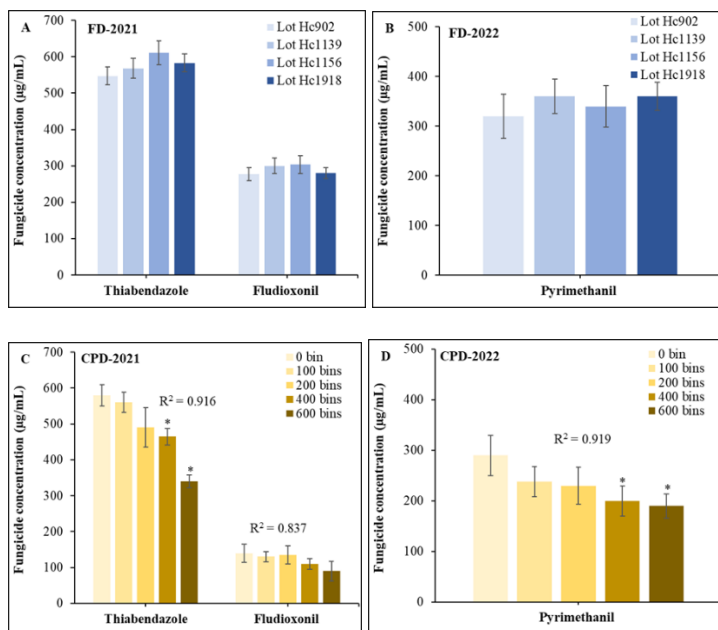 A
FD-2021
Lot Hc902
Lot Hc1139
Lot Hc1156
Lot Hc1918
Fungicide concentration (µg/mL)
700
600
500
400
300
200
100
0
Thiabendazole
Fludioxonil
B
FD-2022
Lot Hc902
Lot Hc1139
Lot Hc1156
Lot Hc1918
Fungicide concentration (µg/mL)
500
400
300
200
100
0
Pyrimethanil
C
CPD-2021
0 bin
100 bins
200 bins
400 bins
600 bins
R² = 0.916
*
*
R² = 0.837
Fungicide concentration (µg/mL)
700
600
500
400
300
200
100
0
Thiabendazole
Fludioxonil
D
CPD-2022
0 bin
100 bins
200 bins
400 bins
600 bins
R² = 0.919
*
*
Fungicide concentration (µg/mL)
500
400
300
200
100
0
Pyrimethanil